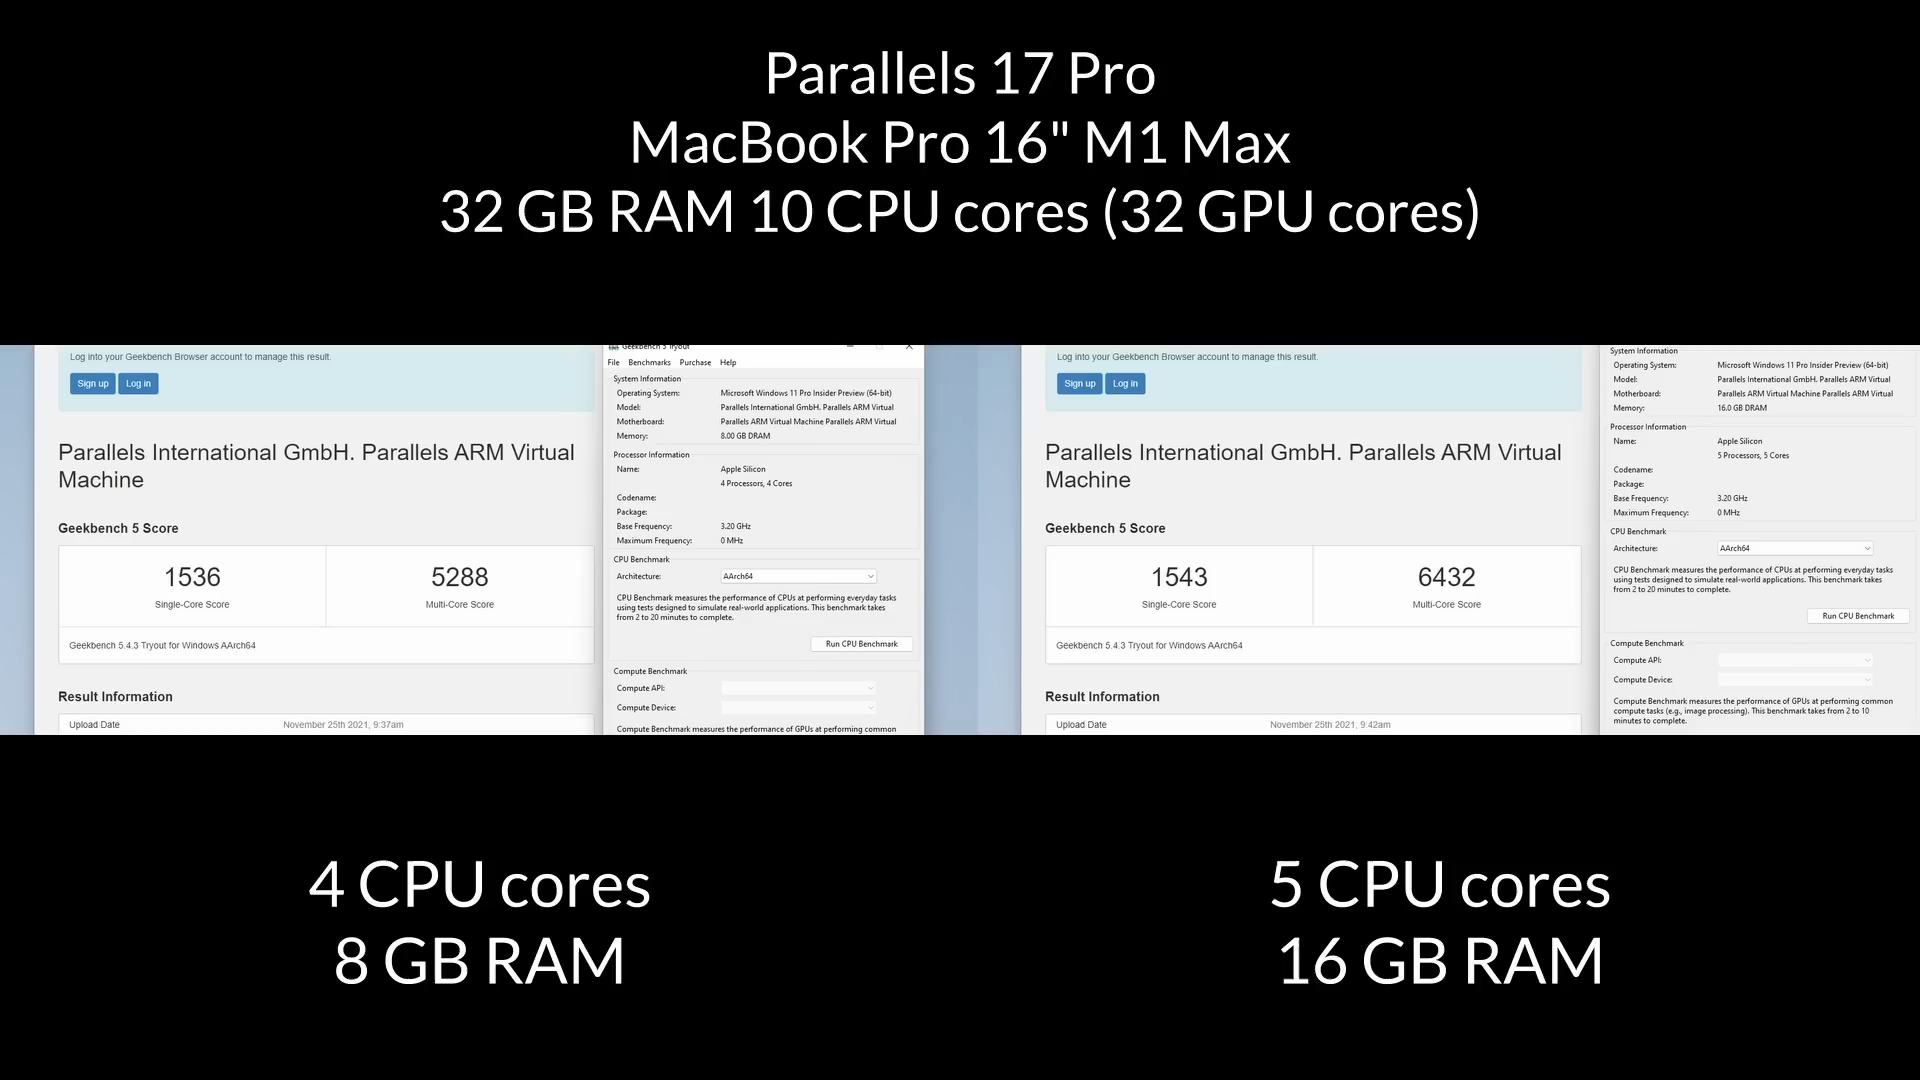 Parallels 17 Pro
MacBook Pro 16" M1 Max
32 GB RAM 10 CPU cores (32 GPU cores)
Log into your Geekbench Browser account to manage this result.
Sign up Log in
Parallels International GmbH. Parallels ARM Virtual
Machine
Geekbench 5 Score
1536 5288
Single-Core Score Multi-Core Score
Geekbench 5.4.3 Tryout for Windows AArch64
Result Information
Upload Date November 25th 2021, 9:37am
Geekbench 5 Tryout
File Benchmarks Purchase Help
System Information
Operating System: Microsoft Windows 11 Pro Insider Preview (64-bit)
Model: Parallels International GmbH. Parallels ARM Virtual
Motherboard: Parallels ARM Virtual Machine Parallels ARM Virtual
Memory: 8.00 GB DRAM
Processor Information
Name: Apple Silicon
4 Processors, 4 Cores
Codename:
Package:
Base Frequency: 3.20 GHz
Maximum Frequency: 0 MHz
CPU Benchmark
Architecture: AArch64
CPU Benchmark measures the performance of CPUs at performing everyday tasks
using tests designed to simulate real-world applications. This benchmark takes
from 2 to 20 minutes to complete.
Run CPU Benchmark
Compute Benchmark
Compute API:
Compute Device:
Compute Benchmark measures the performance of GPUs at performing common
Log into your Geekbench Browser account to manage this result.
Sign up Log in
Parallels International GmbH. Parallels ARM Virtual
Machine
Geekbench 5 Score
1543 6432
Single-Core Score Multi-Core Score
Geekbench 5.4.3 Tryout for Windows AArch64
Result Information
Upload Date November 25th 2021, 9:42am
System Information
Operating System: Microsoft Windows 11 Pro Insider Preview (64-bit)
Model: Parallels International GmbH. Parallels ARM Virtual
Motherboard: Parallels ARM Virtual Machine Parallels ARM Virtual
Memory: 16.0 GB DRAM
Processor Information
Name: Apple Silicon
5 Processors, 5 Cores
Codename:
Package:
Base Frequency: 3.20 GHz
Maximum Frequency: 0 MHz
CPU Benchmark
Architecture: AArch64
CPU Benchmark measures the performance of CPUs at performing everyday tasks
using tests designed to simulate real-world applications. This benchmark takes
from 2 to 20 minutes to complete.
Run CPU Benchmark
Compute Benchmark
Compute API:
Compute Device:
Compute Benchmark measures the performance of GPUs at performing common
compute tasks (e.g., image processing). This benchmark takes from 2 to 10
minutes to complete.
4 CPU cores
8 GB RAM
5 CPU cores
16 GB RAM